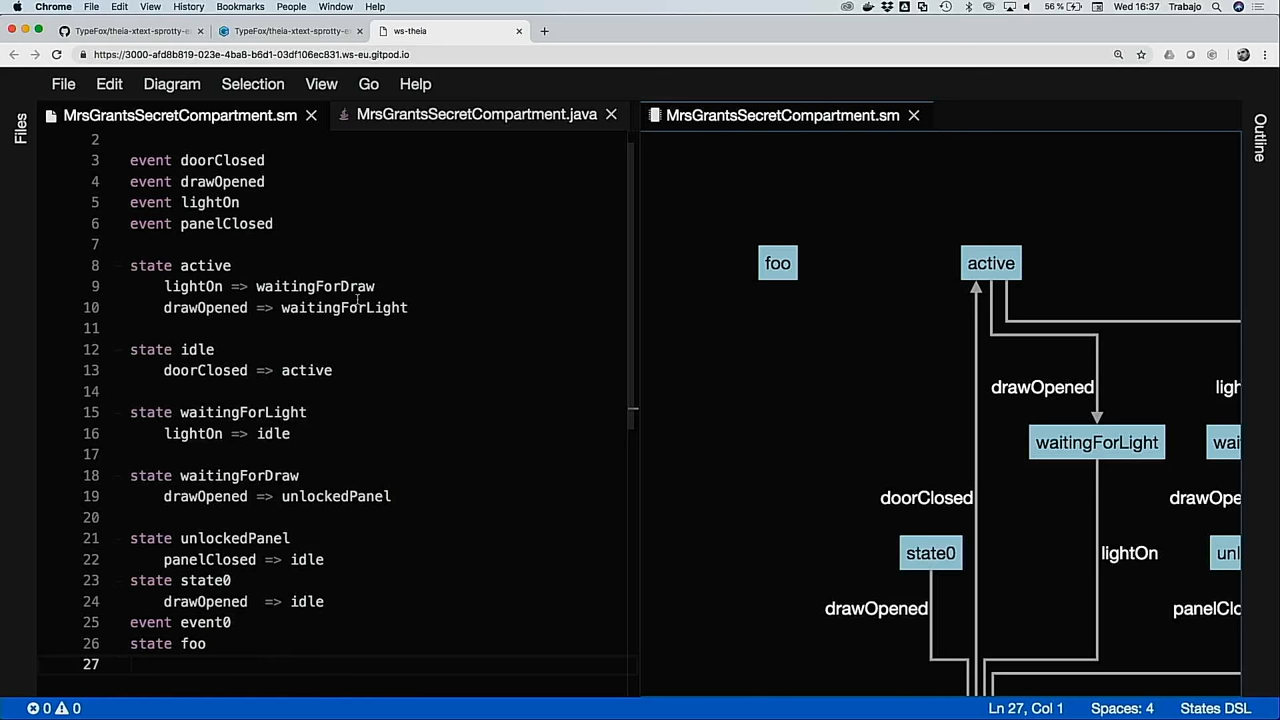 Chrome File Edit View History Bookmarks People Window Help 56 % Wed 16:37 Trabajo
TypeFox/theia-xtext-sprotty-e× TypeFox/theia-xtext-sprotty-e× ws-theia
https://3000-afd8b819-023e-4ba8-b6d1-03df106ec831.ws-eu.gitpod.io
File Edit Diagram Selection View Go Help
Files
MrsGrantsSecretCompartment.sm
MrsGrantsSecretCompartment.java
2
3 event doorClosed
4 event drawOpened
5 event lightOn
6 event panelClosed
7
8 state active
9 lightOn => waitingForDraw
10 drawOpened => waitingForLight
11
12 state idle
13 doorClosed => active
14
15 state waitingForLight
16 lightOn => idle
17
18 state waitingForDraw
19 drawOpened => unlockedPanel
20
21 state unlockedPanel
22 panelClosed => idle
23 state state0
24 drawOpened => idle
25 event event0
26 state foo
27
MrsGrantsSecretCompartment.sm
foo
active
drawOpened
ligh
waitingForLight
wai
doorClosed
drawOpe
state0
lightOn
unl
drawOpened
panelClo
Outline
0 0 Ln 27, Col 1 Spaces: 4 States DSL